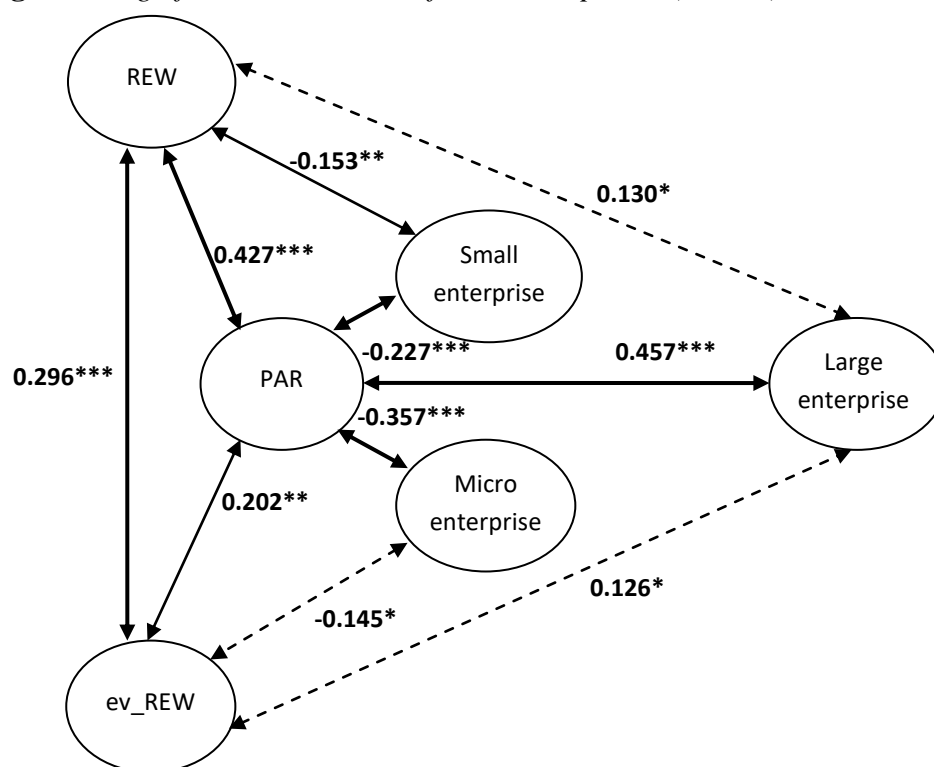 REW
-0.153**
0.130*
0.427***
Small
enterprise
-0.227***
0.457***
Large
enterprise
0.296***
PAR
-0.357***
Micro
enterprise
0.202**
0.126*
-0.145*
ev_REW